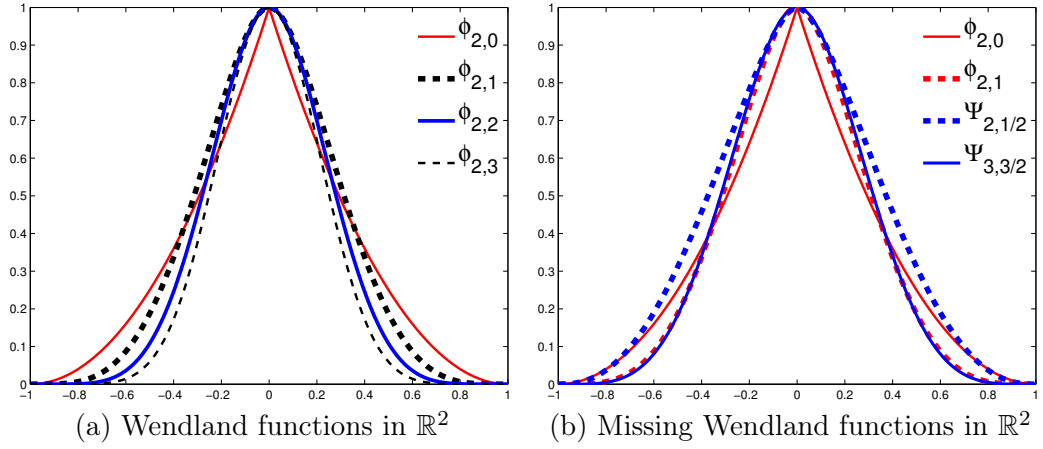 1
0.9
0.8
0.7
0.6
0.5
0.4
0.3
0.2
0.1
0
−1 −0.8 −0.6 −0.4 −0.2 0 0.2 0.4 0.6 0.8 1
ϕ2,0
ϕ2,1
ϕ2,2
ϕ2,3
(a) Wendland functions in ℝ²
1
0.9
0.8
0.7
0.6
0.5
0.4
0.3
0.2
0.1
0
−1 −0.8 −0.6 −0.4 −0.2 0 0.2 0.4 0.6 0.8 1
ϕ2,0
ϕ2,1
Ψ2,1/2
Ψ3,3/2
(b) Missing Wendland functions in ℝ²